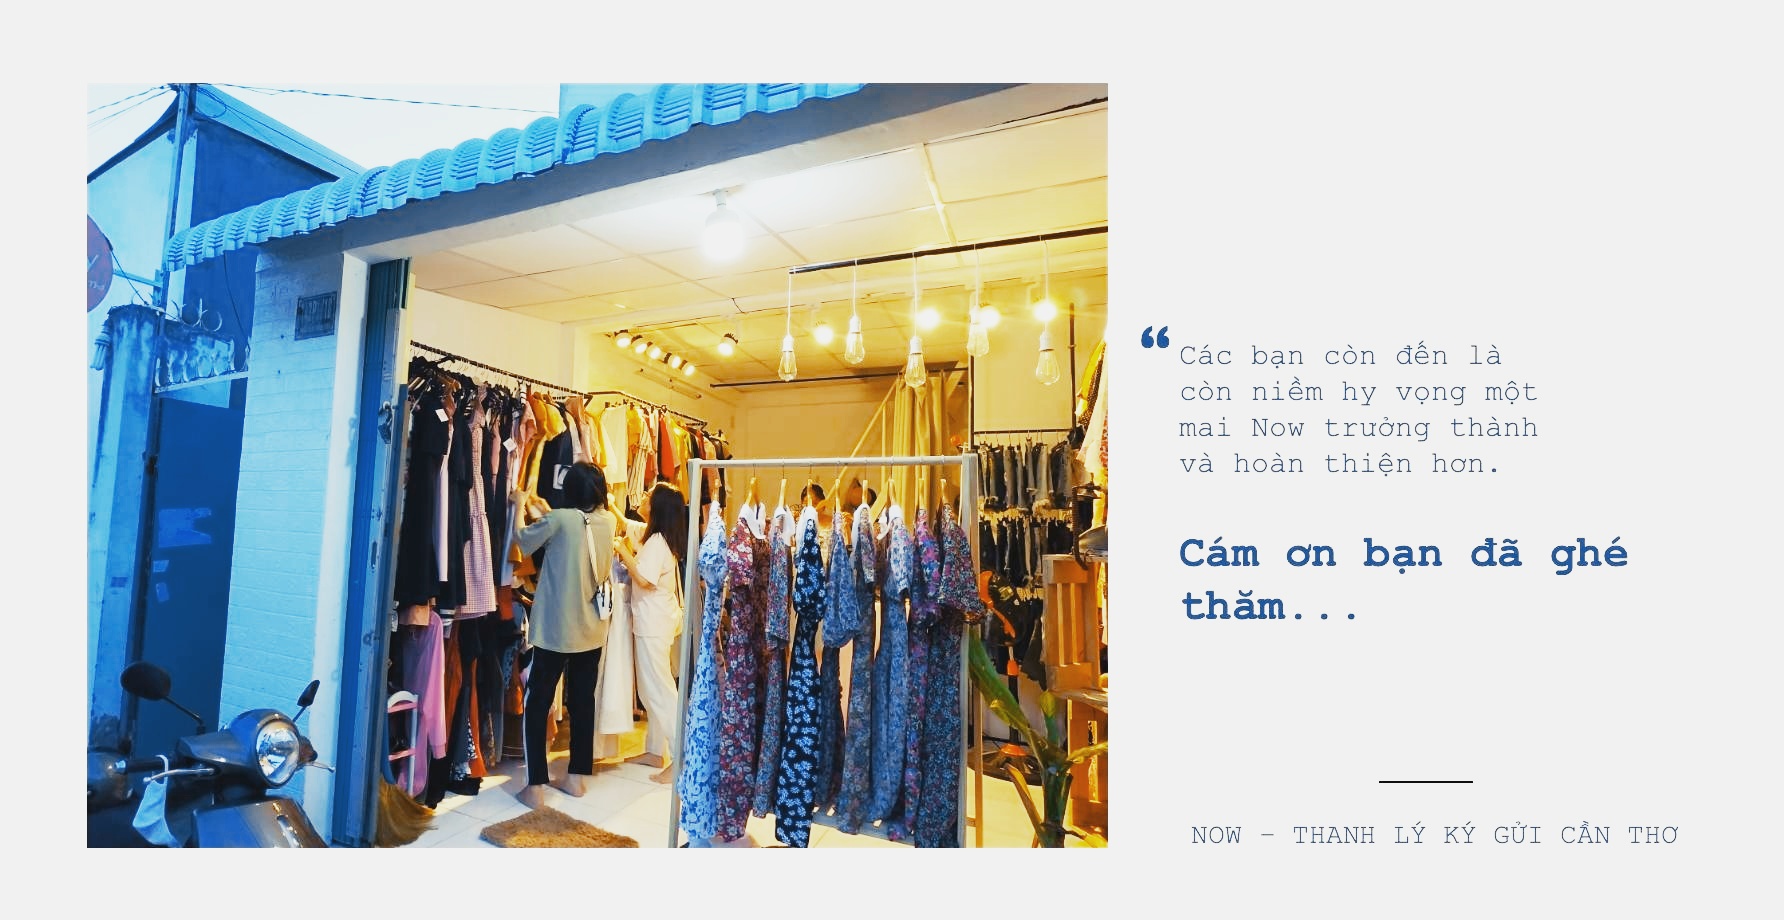 “ Các bạn còn đến là
còn niềm hy vọng một
mai Now trưởng thành
và hoàn thiện hơn.
Cám ơn bạn đã ghé
thăm...
NOW - THANH LÝ KÝ GỬI CẦN THƠ